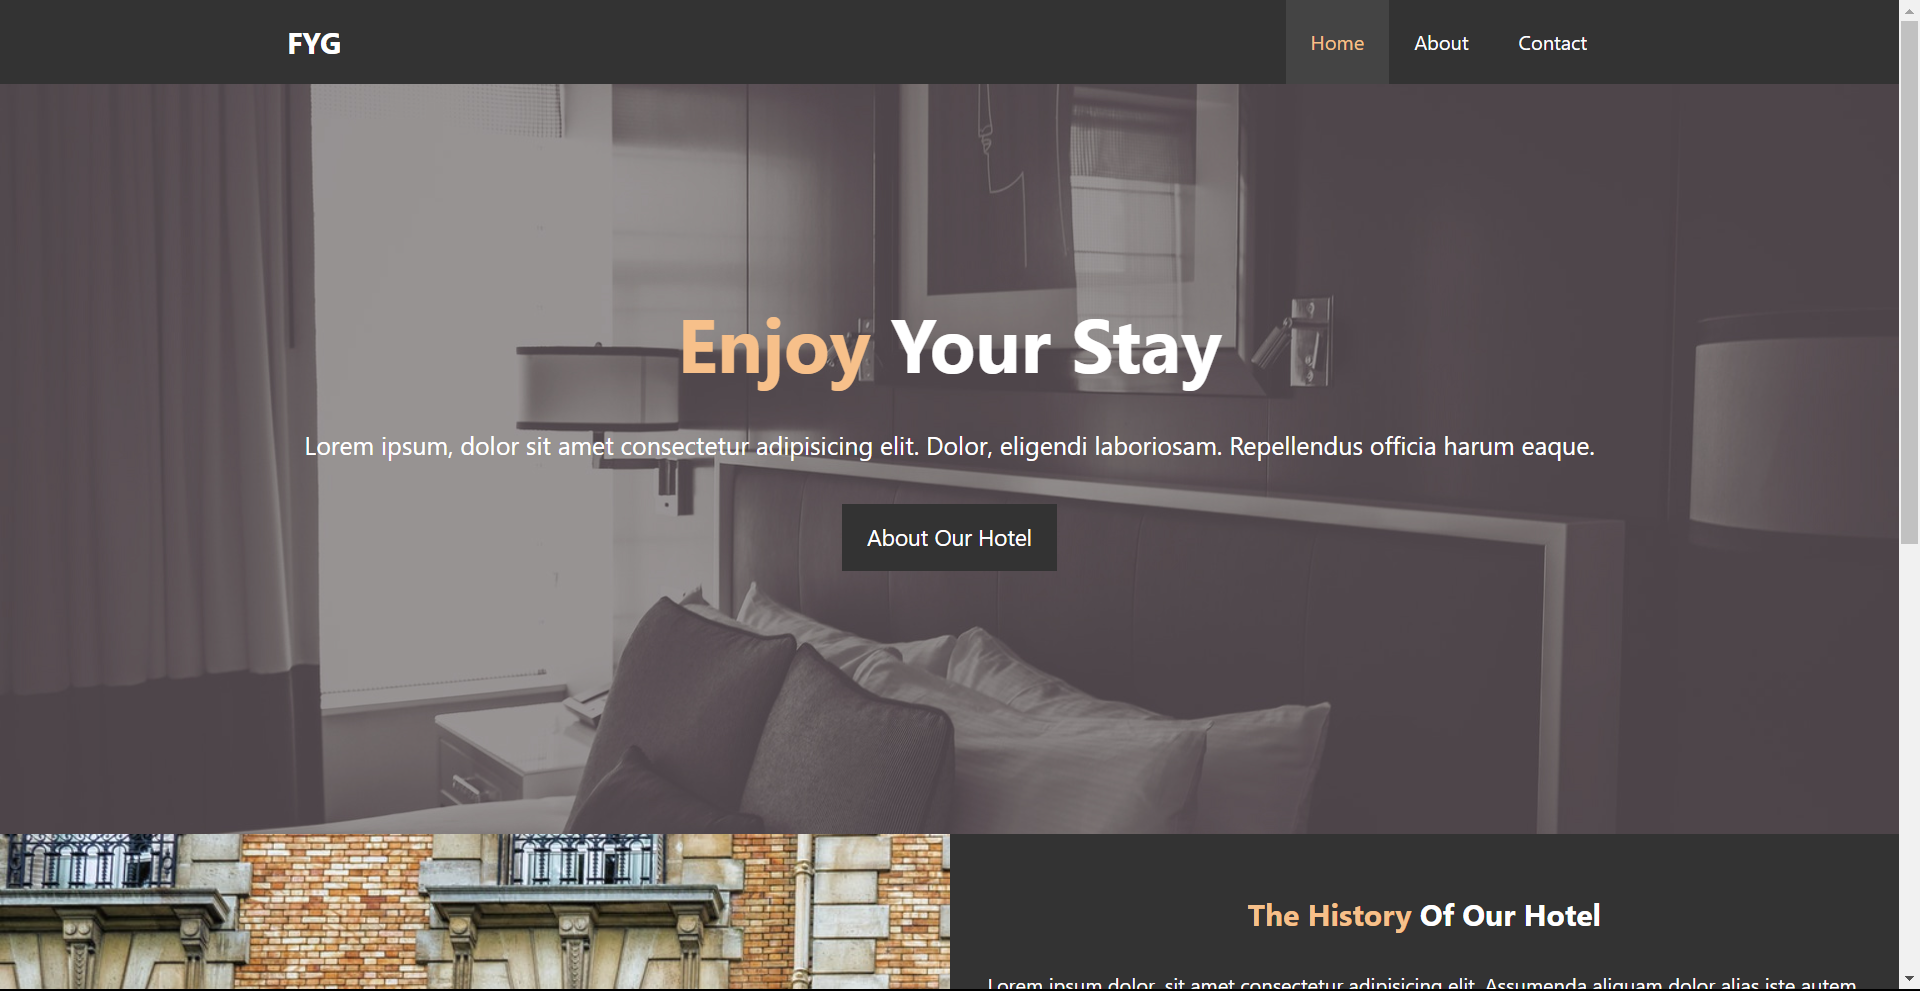 FYG
Home
About
Contact
Enjoy Your Stay
Lorem ipsum, dolor sit amet consectetur adipisicing elit. Dolor, eligendi laboriosam. Repellendus officia harum eaque.
About Our Hotel
The History Of Our Hotel
Lorem ipsum dolor, sit amet consectetur adipisicing elit. Assumenda aliquam dolor alias iste autem